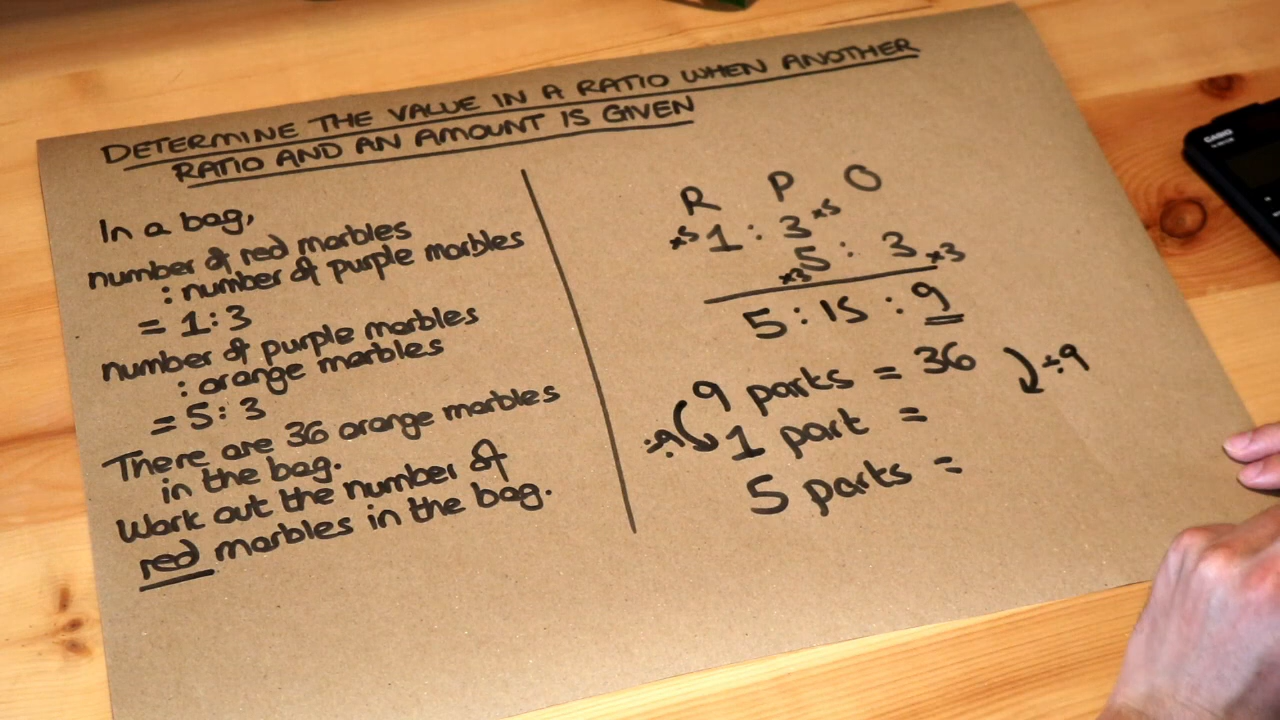 DETERMINE THE VALUE IN A RATIO WHEN ANOTHER
RATIO AND AN AMOUNT IS GIVEN
In a bag,
number of red marbles
: number of purple marbles
= 1:3
number of purple marbles
: orange marbles
= 5:3
There are 36 orange marbles
in the bag.
Work out the number of
red marbles in the bag.
R P O
×5 1 : 3 ×5
×3 5 : 3 ×3
5 : 15 : 9
9 parts = 36 ÷9
÷9 1 part =
5 parts =
CASIO